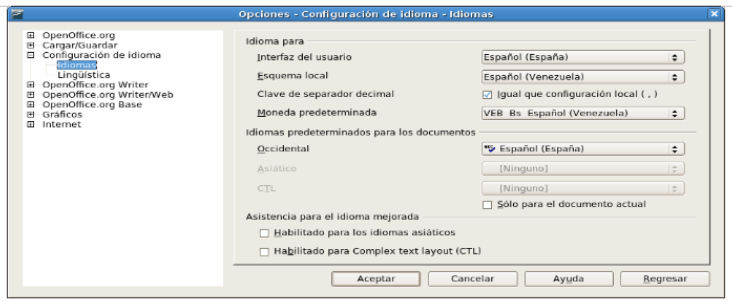 Opciones - Configuración de idioma - Idiomas
OpenOffice.org
Cargar/Guardar
Configuración de idioma
Idiomas
Lingüística
OpenOffice.org Writer
OpenOffice.org Writer/Web
OpenOffice.org Base
Gráficos
Internet
Idioma para
Interfaz del usuario Español (España)
Esquema local Español (Venezuela)
Clave de separador decimal Igual que configuración local ( , )
Moneda predeterminada VEB Bs Español (Venezuela)
Idiomas predeterminados para los documentos
Occidental Español (España)
Asiático [Ninguno]
CTL [Ninguno]
Sólo para el documento actual
Asistencia para el idioma mejorada
Habilitado para los idiomas asiáticos
Habilitado para Complex text layout (CTL)
Aceptar Cancelar Ayuda Regresar